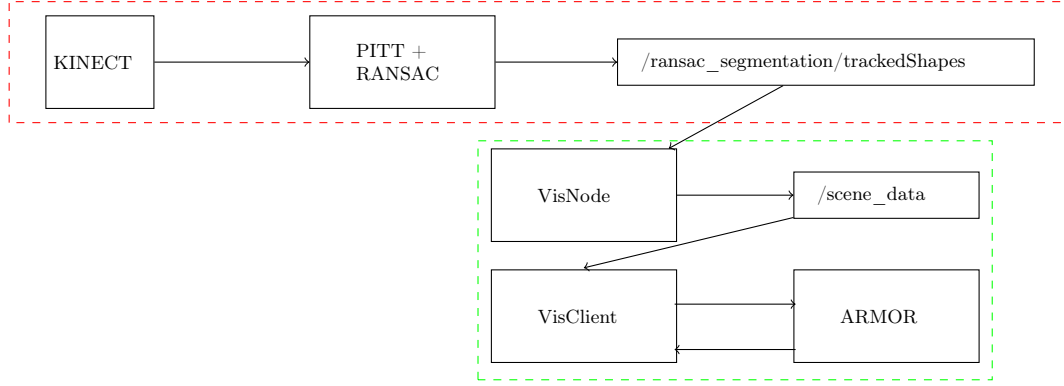 KINECT
PITT +
RANSAC
/ransac_segmentation/trackedShapes
VisNode
/scene_data
VisClient
ARMOR